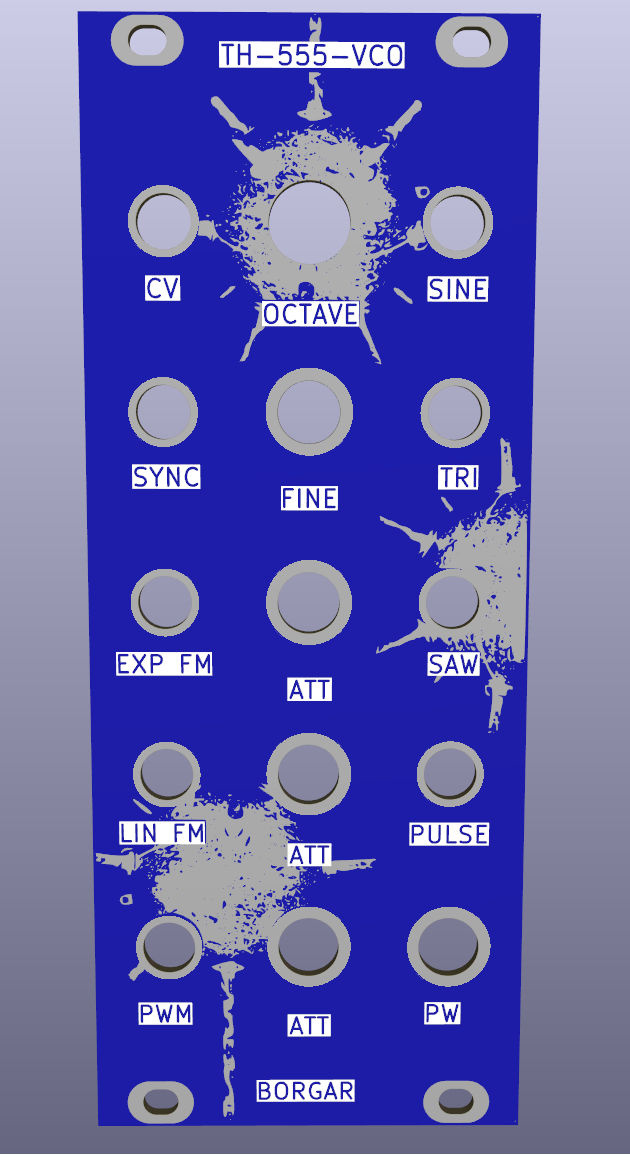 TH-555-VCO
CV
SINE
OCTAVE
SYNC
FINE
TRI
EXP FM
ATT
SAW
LIN FM
ATT
PULSE
PWM
ATT
PW
BORGAR